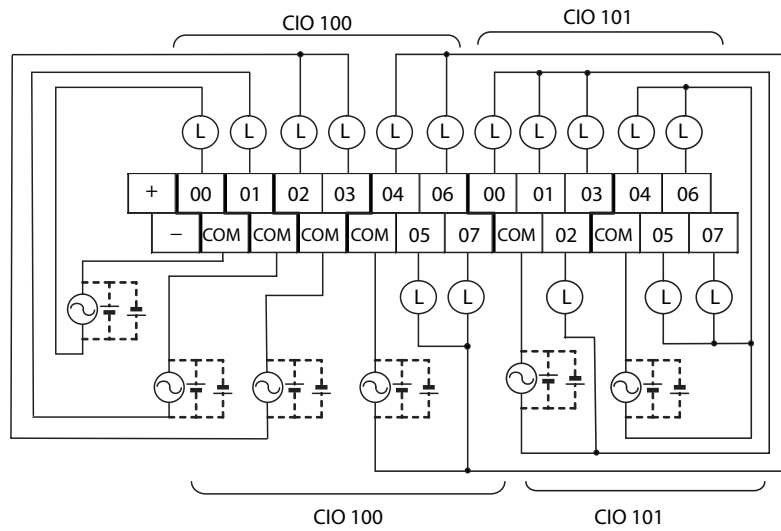 CIO 100 CIO 101
L L L L L L L L L L L
+ 00 01 02 03 04 06 00 01 03 04 06
− COM COM COM COM 05 07 COM 02 COM 05 07
L L L L L
CIO 100 CIO 101